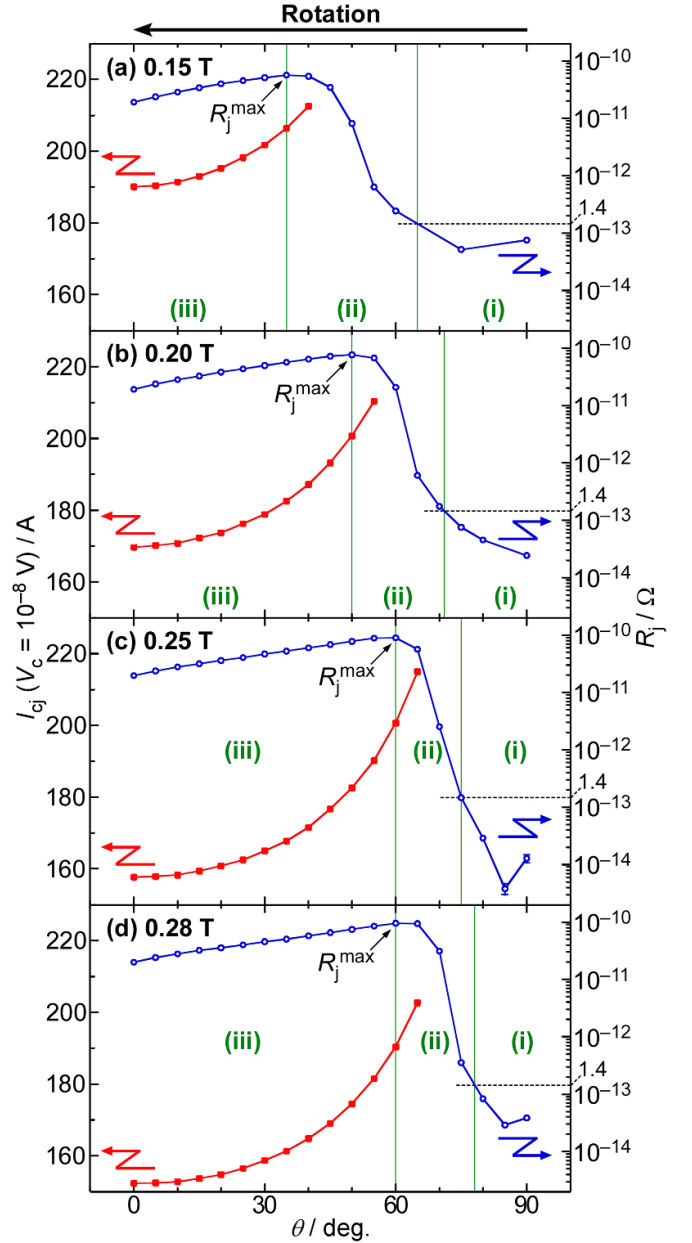 Rotation
(a) 0.15 T
220
200
180
160
R_j^max
10^−10
10^−11
10^−12
10^−13
10^−14
1.4
(iii)
(ii)
(i)
(b) 0.20 T
220
200
180
160
R_j^max
10^−10
10^−11
10^−12
10^−13
10^−14
1.4
(iii)
(ii)
(i)
I_cj (V_c = 10^−8 V) / A
R_j / Ω
(c) 0.25 T
220
200
180
160
R_j^max
10^−10
10^−11
10^−12
10^−13
10^−14
1.4
(iii)
(ii)
(i)
(d) 0.28 T
220
200
180
160
R_j^max
10^−10
10^−11
10^−12
10^−13
10^−14
1.4
(iii)
(ii)
(i)
0 30 60 90
θ / deg.